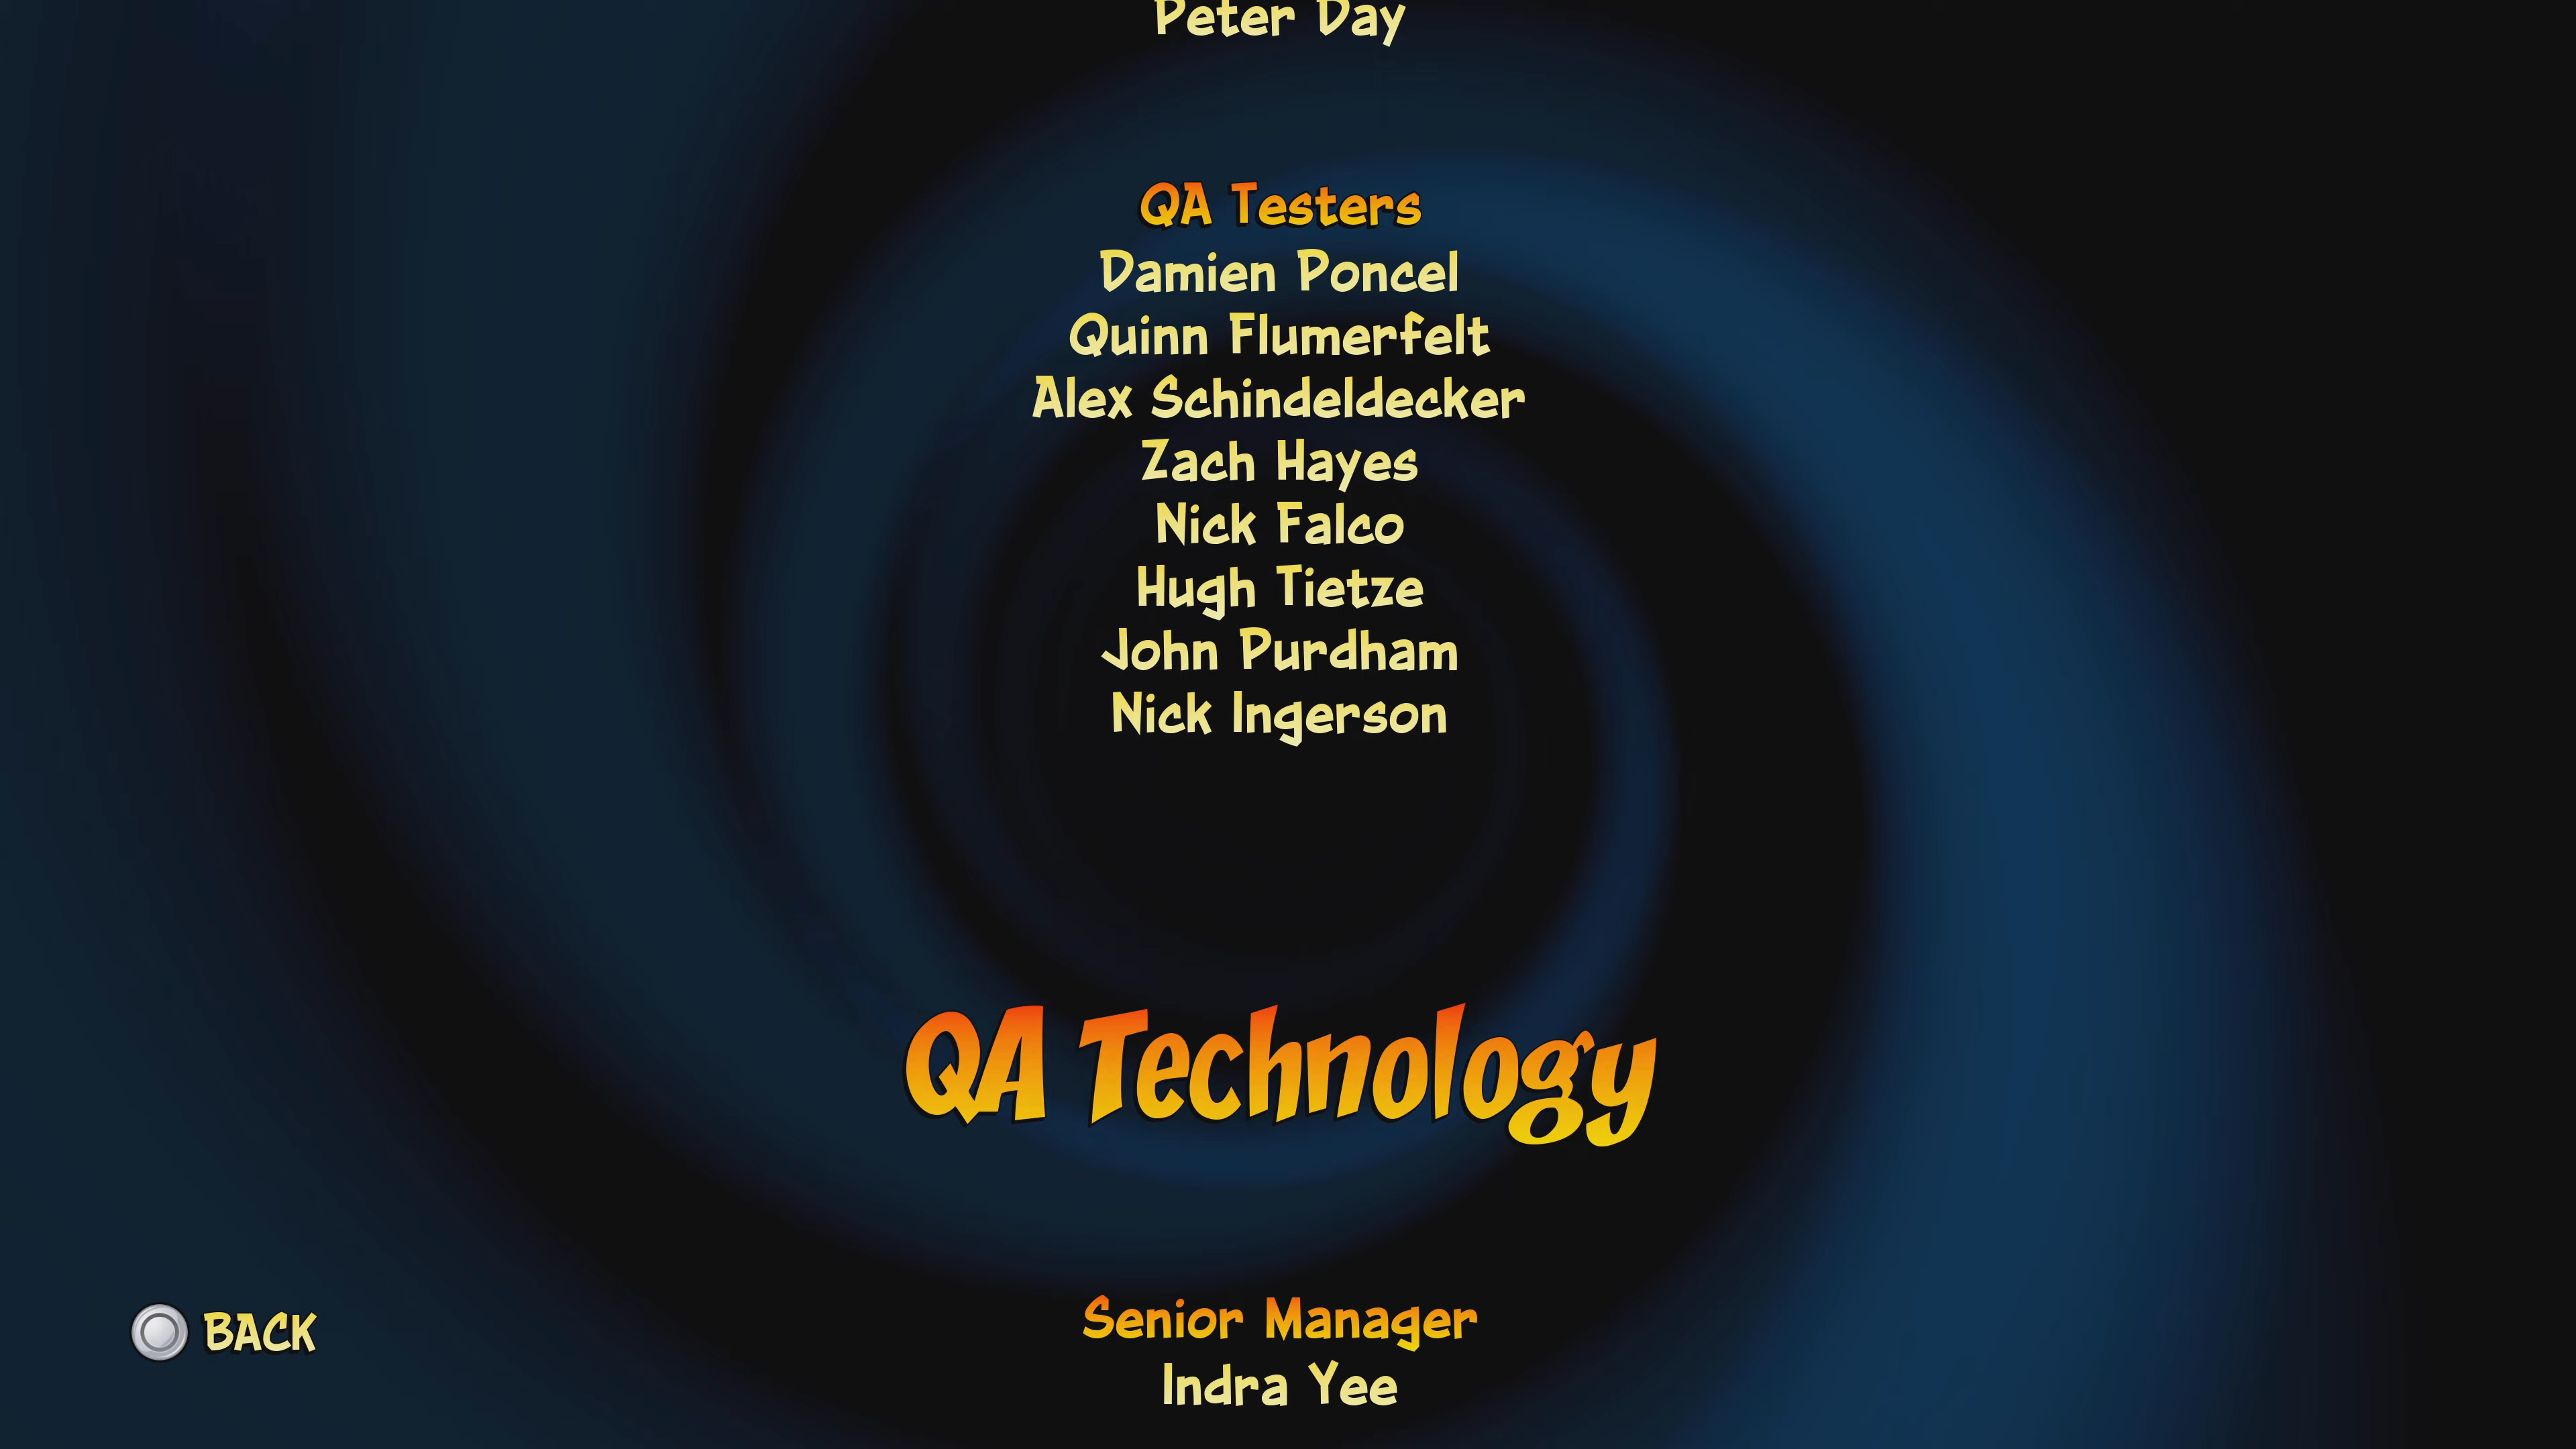 Peter Day
QA Testers
Damien Poncel
Quinn Flumerfelt
Alex Schindeldecker
Zach Hayes
Nick Falco
Hugh Tietze
John Purdham
Nick Ingerson
QA Technology
Senior Manager
Indra Yee
BACK